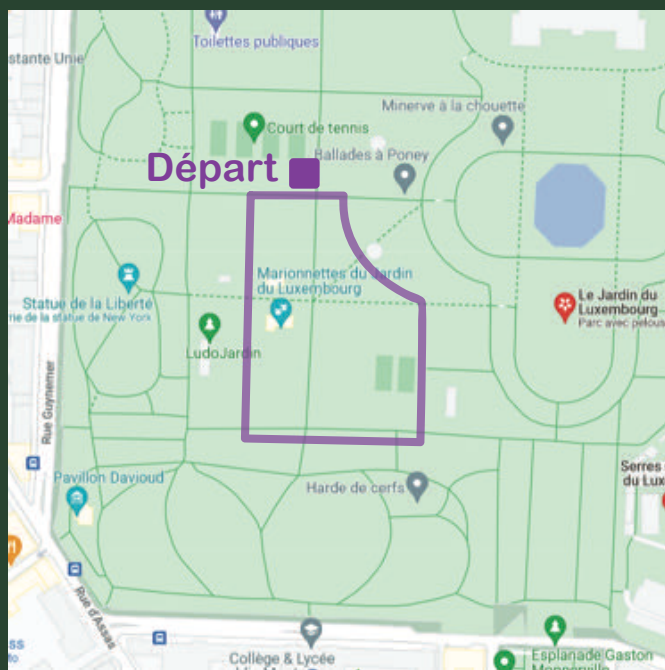 Toilettes publiques
stante Unie
Court de tennis
Minerve à la chouette
Départ
Ballades à Poney
Madame
Marionnettes du Jardin
du Luxembourg
Statue de la Liberté
rie de la statue de New York
Le Jardin du
Luxembourg
Parc avec pelous
LudoJardin
Rue Guynemer
Pavillon Davioud
Harde de cerfs
Serres
du Lux
Rue d'Assas
Collège & Lycée
Esplanade Gaston
Monnerville